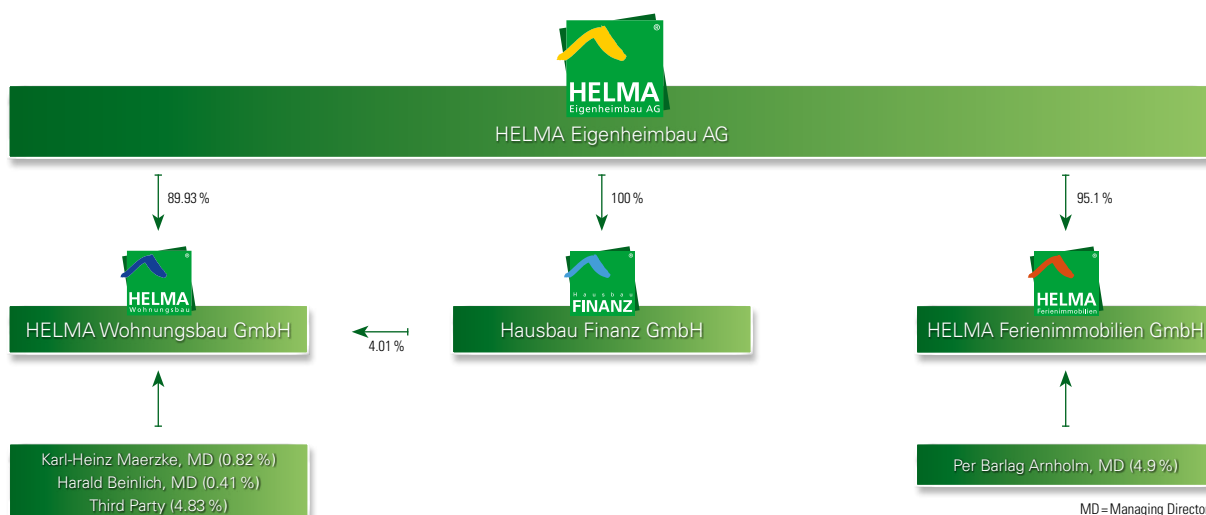 ®
HELMA
Eigenheimbau AG
HELMA Eigenheimbau AG
89.93 %
100 %
95.1 %
®
HELMA
Wohnungsbau
®
Hausbau
FINANZ
®
HELMA
Ferienimmobilien
HELMA Wohnungsbau GmbH
4.01 %
Hausbau Finanz GmbH
HELMA Ferienimmobilien GmbH
Karl-Heinz Maerzke, MD (0.82 %)
Harald Beinlich, MD (0.41 %)
Third Party (4.83 %)
Per Barlag Arnholm, MD (4.9 %)
MD = Managing Director